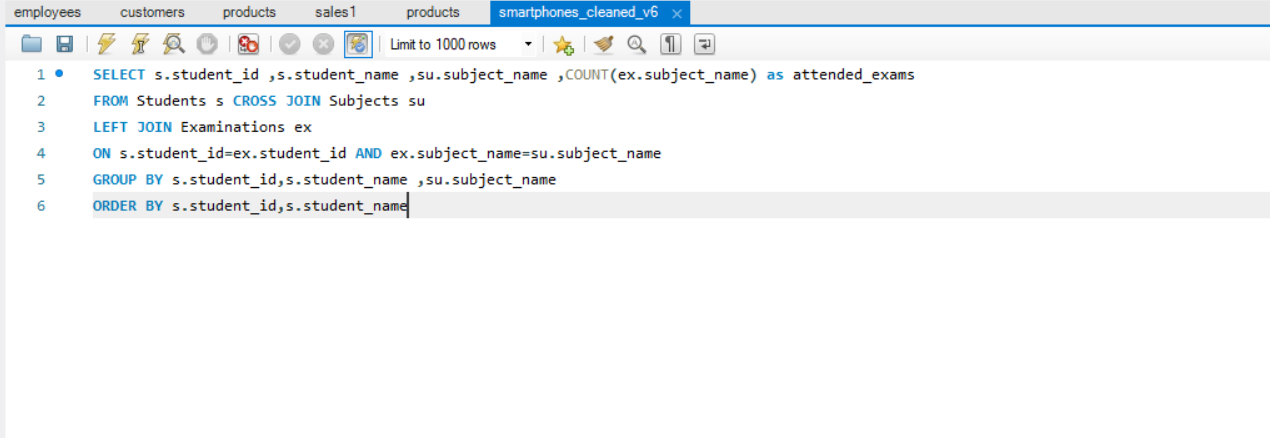 employees customers products sales1 products smartphones_cleaned_v6
Limit to 1000 rows
1 SELECT s.student_id ,s.student_name ,su.subject_name ,COUNT(ex.subject_name) as attended_exams
2 FROM Students s CROSS JOIN Subjects su
3 LEFT JOIN Examinations ex
4 ON s.student_id=ex.student_id AND ex.subject_name=su.subject_name
5 GROUP BY s.student_id,s.student_name ,su.subject_name
6 ORDER BY s.student_id,s.student_name